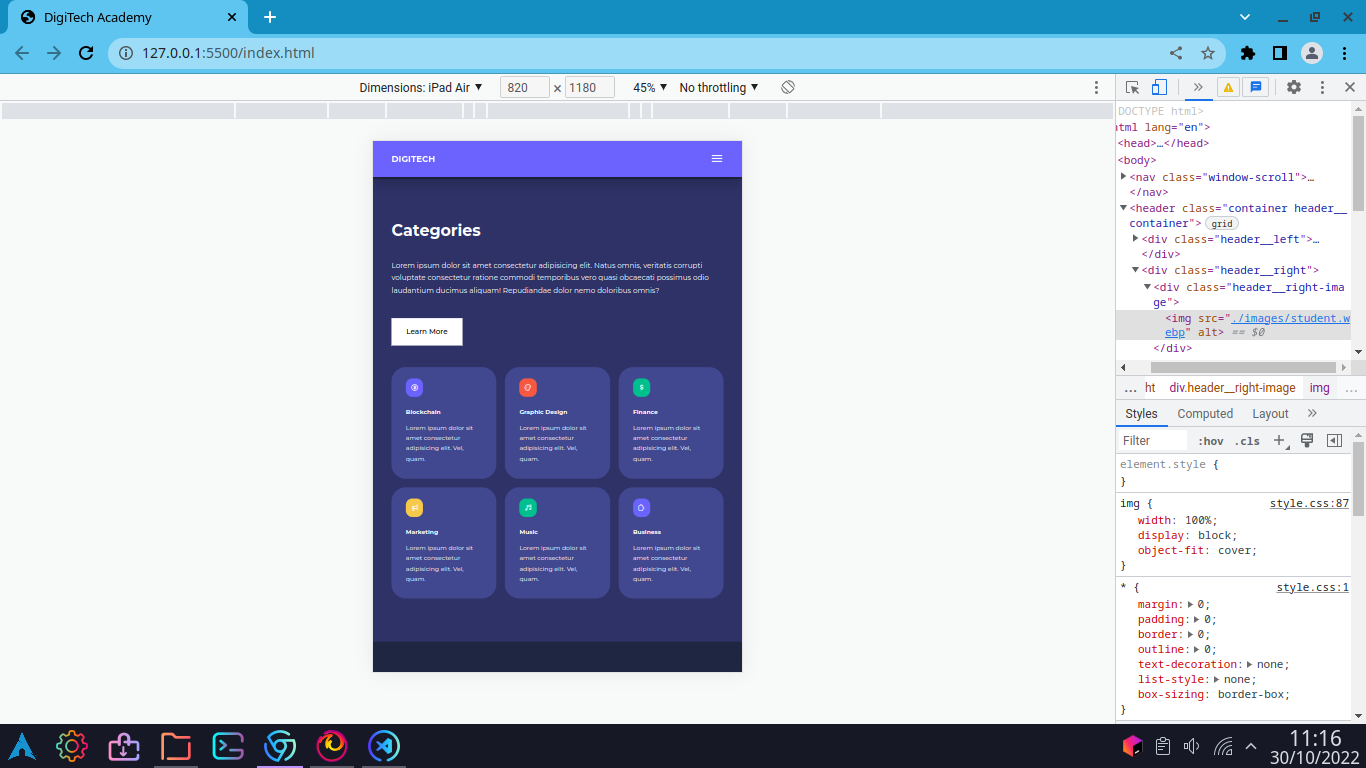 DigiTech Academy
127.0.0.1:5500/index.html
Dimensions: iPad Air 820 × 1180 45% No throttling
DIGITECH
Categories
Lorem ipsum dolor sit amet consectetur adipisicing elit. Natus omnis, veritatis corrupti
voluptate consectetur ratione commodi temporibus vero quasi obcaecati possimus odio
laudantium ducimus aliquam! Repudiandae dolor nemo doloribus omnis?
Learn More
Blockchain
Lorem ipsum dolor sit
amet consectetur
adipisicing elit. Vel,
quam.
Graphic Design
Lorem ipsum dolor sit
amet consectetur
adipisicing elit. Vel,
quam.
Finance
Lorem ipsum dolor sit
amet consectetur
adipisicing elit. Vel,
quam.
Marketing
Lorem ipsum dolor sit
amet consectetur
adipisicing elit. Vel,
quam.
Music
Lorem ipsum dolor sit
amet consectetur
adipisicing elit. Vel,
quam.
Business
Lorem ipsum dolor sit
amet consectetur
adipisicing elit. Vel,
quam.
DOCTYPE html>
html lang="en">
<head>…</head>
<body>
<nav class="window-scroll">…
</nav>
<header class="container header__
container"> grid
<div class="header__left">…
</div>
<div class="header__right">
<div class="header__right-ima
ge">
<img src="./images/student.w
ebp" alt> == $0
</div>
... ht div.header__right-image img ...
Styles Computed Layout
Filter :hov .cls
element.style {
}
img { style.css:87
width: 100%;
display: block;
object-fit: cover;
}
* { style.css:1
margin: 0;
padding: 0;
border: 0;
outline: 0;
text-decoration: none;
list-style: none;
box-sizing: border-box;
}
11:16
30/10/2022